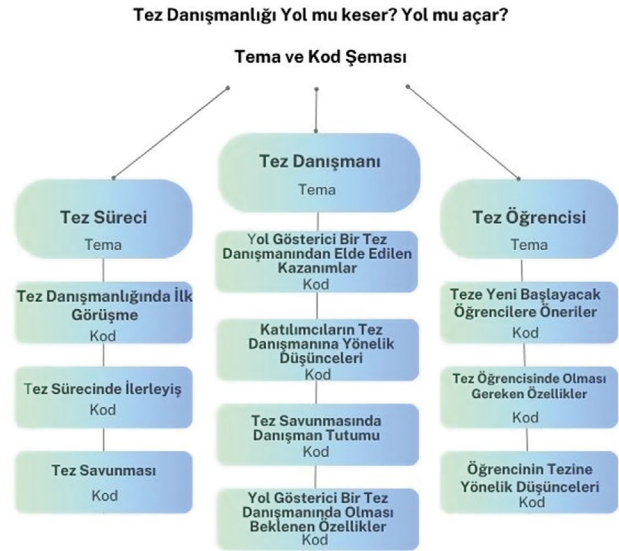 Tez Danışmanlığı Yol mu keser? Yol mu açar?
Tema ve Kod Şeması
Tez Süreci
Tema
Tez Danışmanlığında İlk
Görüşme
Kod
Tez Sürecinde İlerleyiş
Kod
Tez Savunması
Kod
Tez Danışmanı
Tema
Yol Gösterici Bir Tez
Danışmanından Elde Edilen
Kazanımlar
Kod
Katılımcıların Tez
Danışmanına Yönelik
Düşünceleri
Kod
Tez Savunmasında
Danışman Tutumu
Kod
Yol Gösterici Bir Tez
Danışmanında Olması
Beklenen Özellikler
Kod
Tez Öğrencisi
Tema
Teze Yeni Başlayacak
Öğrencilere Öneriler
Kod
Tez Öğrencisinde Olması
Gereken Özellikler
Kod
Öğrencinin Tezine
Yönelik Düşünceleri
Kod